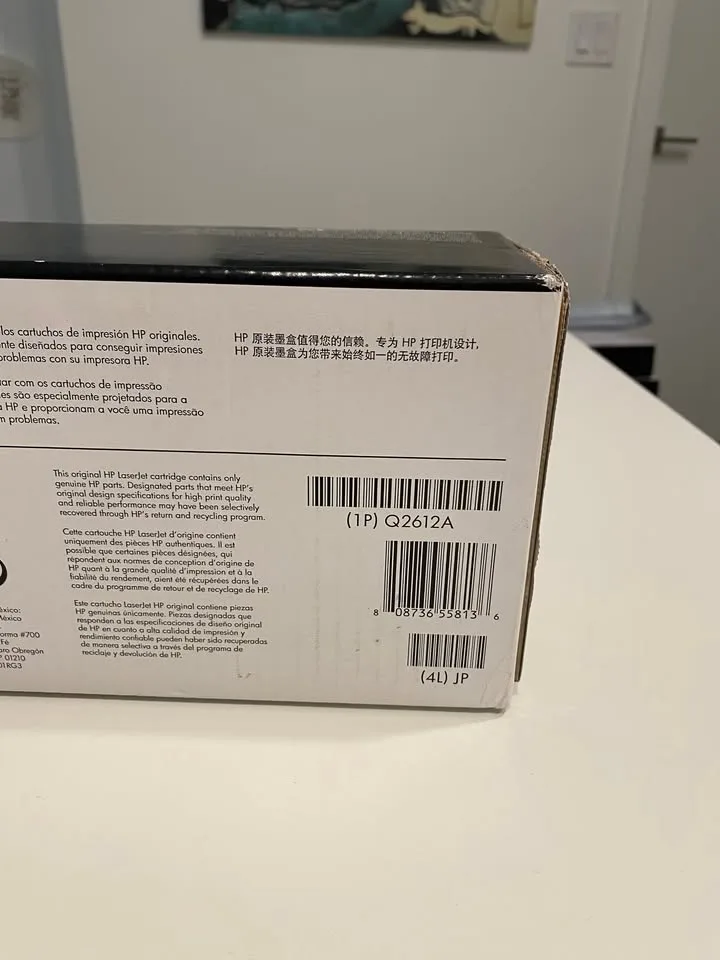 los cartuchos de impresión HP originales.
nte diseñados para conseguir impresiones
problemas con su impresora HP.
ar com os cartuchos de impressão
es são especialmente projetados para a
HP e proporcionam a você uma impressão
m problemas.
HP 原装墨盒值得您的信赖。专为 HP 打印机设计,
HP 原装墨盒为您带来始终如一的无故障打印。
This original HP LaserJet cartridge contains only
genuine HP parts. Designated parts that meet HP's
original design specifications for high print quality
and reliable performance may have been selectively
recovered through HP's return and recycling program.
Cette cartouche HP LaserJet d'origine contient
uniquement des pièces HP authentiques. Il est
possible que certaines pièces désignées, qui
répondent aux normes de conception d'origine de
HP quant à la grande qualité d'impression et à la
fiabilité du rendement, aient été récupérées dans le
cadre du programme de retour et de recyclage de HP.
Este cartucho LaserJet HP original contiene piezas
HP genuinas únicamente. Piezas designadas que
responden a las especificaciones de diseño original
de HP en cuanto a alta calidad de impresión y
rendimiento confiable pueden haber sido recuperadas
de manera selectiva a través del programa de
reciclaje y devolución de HP.
éxico:
México
orma #700
Fé
aro Obregón
P 01210
01RG3
(1P) Q2612A
8 08736 55813 6
(4L) JP